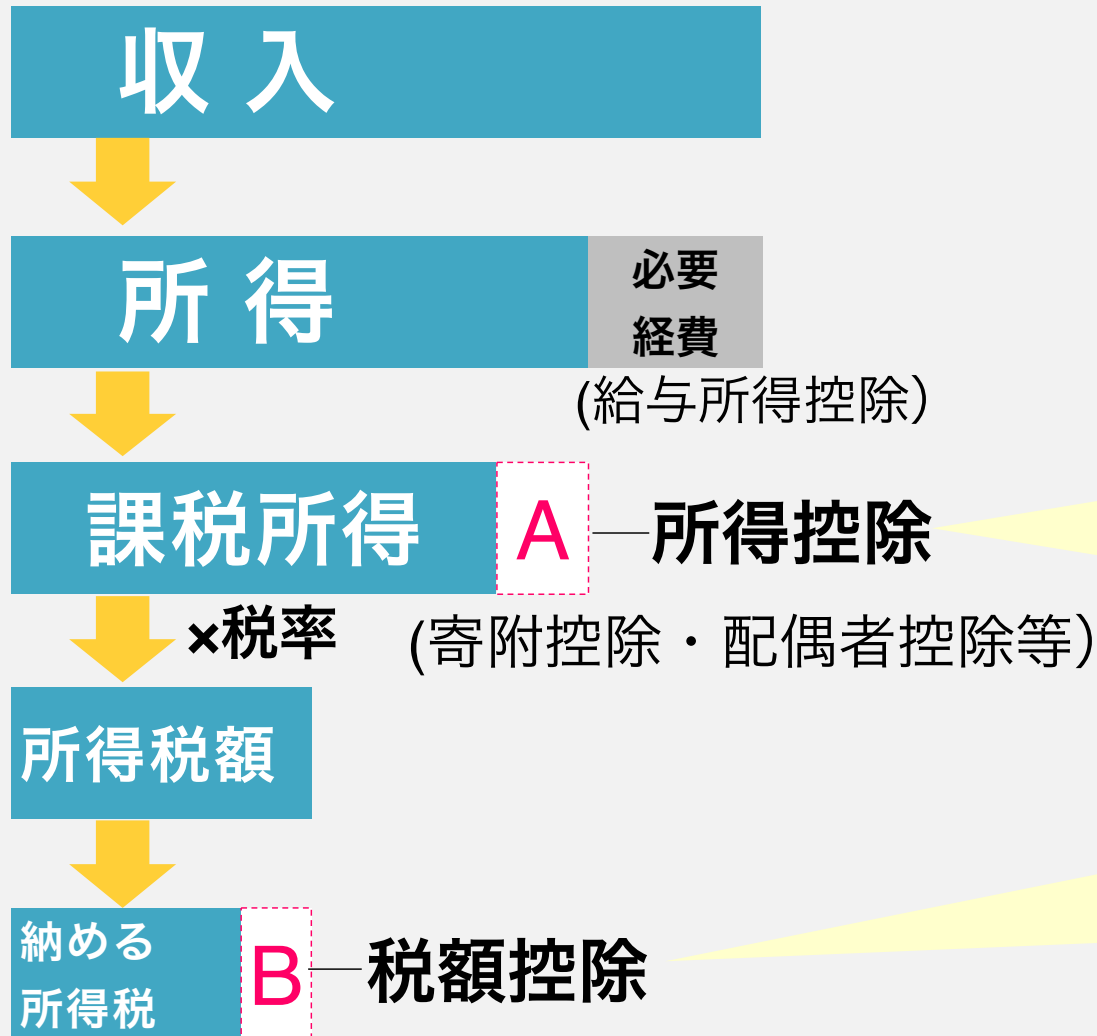 収 入
所 得
必要
経費
(給与所得控除）
課税所得
A
所得控除
×税率
(寄附控除・配偶者控除等）
所得税額
納める
所得税
B
税額控除